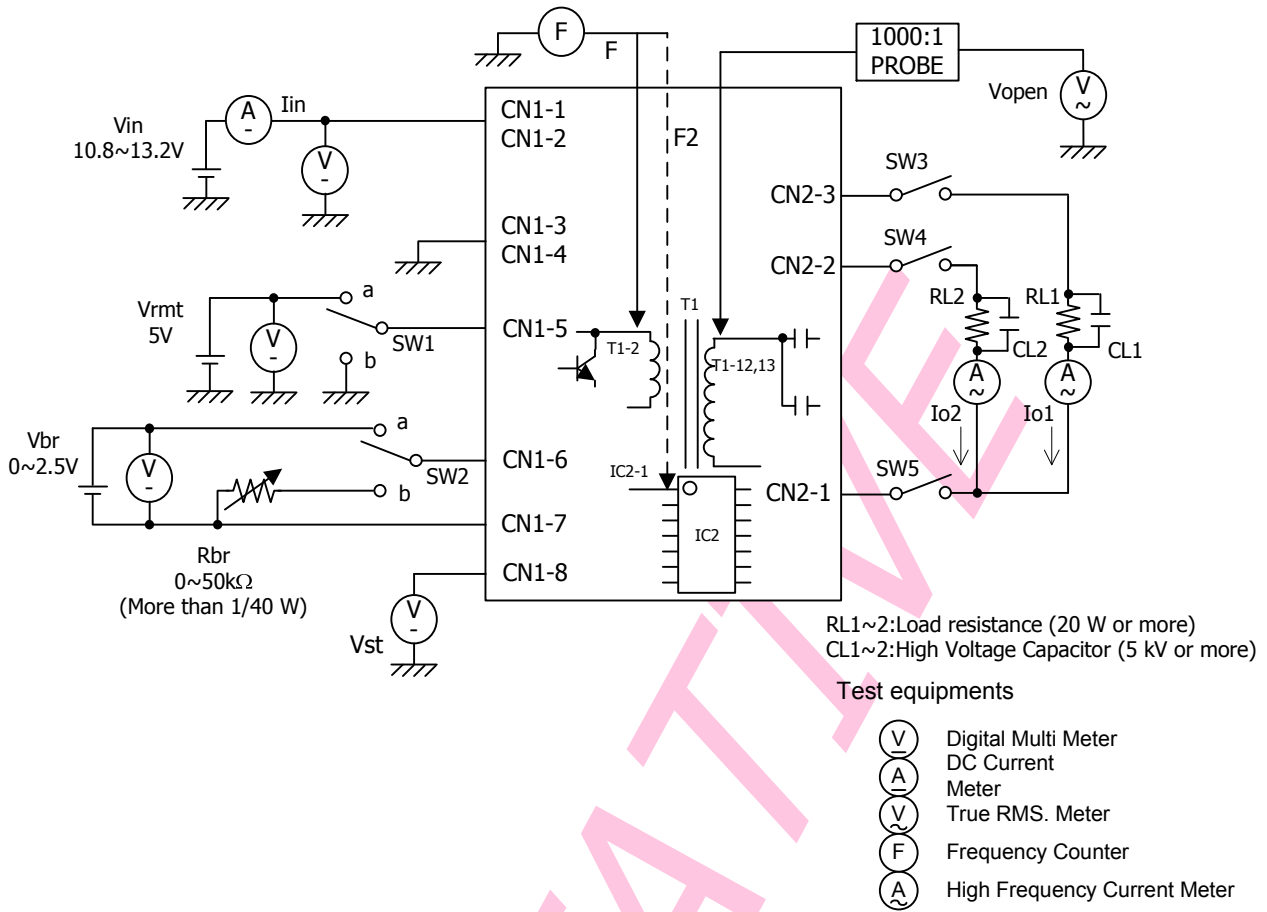 F
F
1000:1
PROBE
V
~
Vopen
A
-
Iin
Vin
10.8~13.2V
V
-
CN1-1
CN1-2
F2
SW3
CN2-3
CN1-3
CN1-4
SW4
CN2-2
Vrmt
5V
V
-
a
SW1
b
CN1-5
T1-2
T1
T1-12,13
RL2
RL1
CL2
CL1
A
~
A
~
Io2
Io1
Vbr
0~2.5V
V
-
a
SW2
b
CN1-6
IC2-1
SW5
CN2-1
CN1-7
IC2
Rbr
0~50kΩ
(More than 1/40 W)
CN1-8
V
-
Vst
RL1~2:Load resistance (20 W or more)
CL1~2:High Voltage Capacitor (5 kV or more)
Test equipments
V
-
Digital Multi Meter
A
-
DC Current
Meter
V
~
True RMS. Meter
F
Frequency Counter
A
~
High Frequency Current Meter
ATIVE